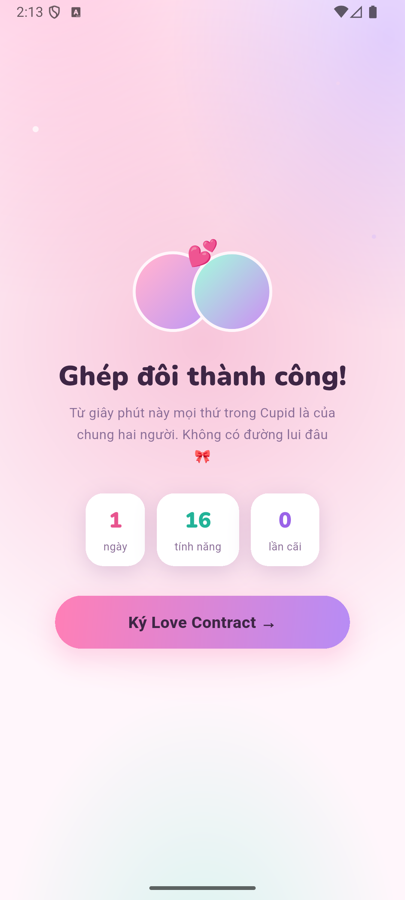 2:13
Ghép đôi thành công!
Từ giây phút này mọi thứ trong Cupid là của
chung hai người. Không có đường lui đâu
🎀
1 16 0
ngày tính năng lần cãi
Ký Love Contract →